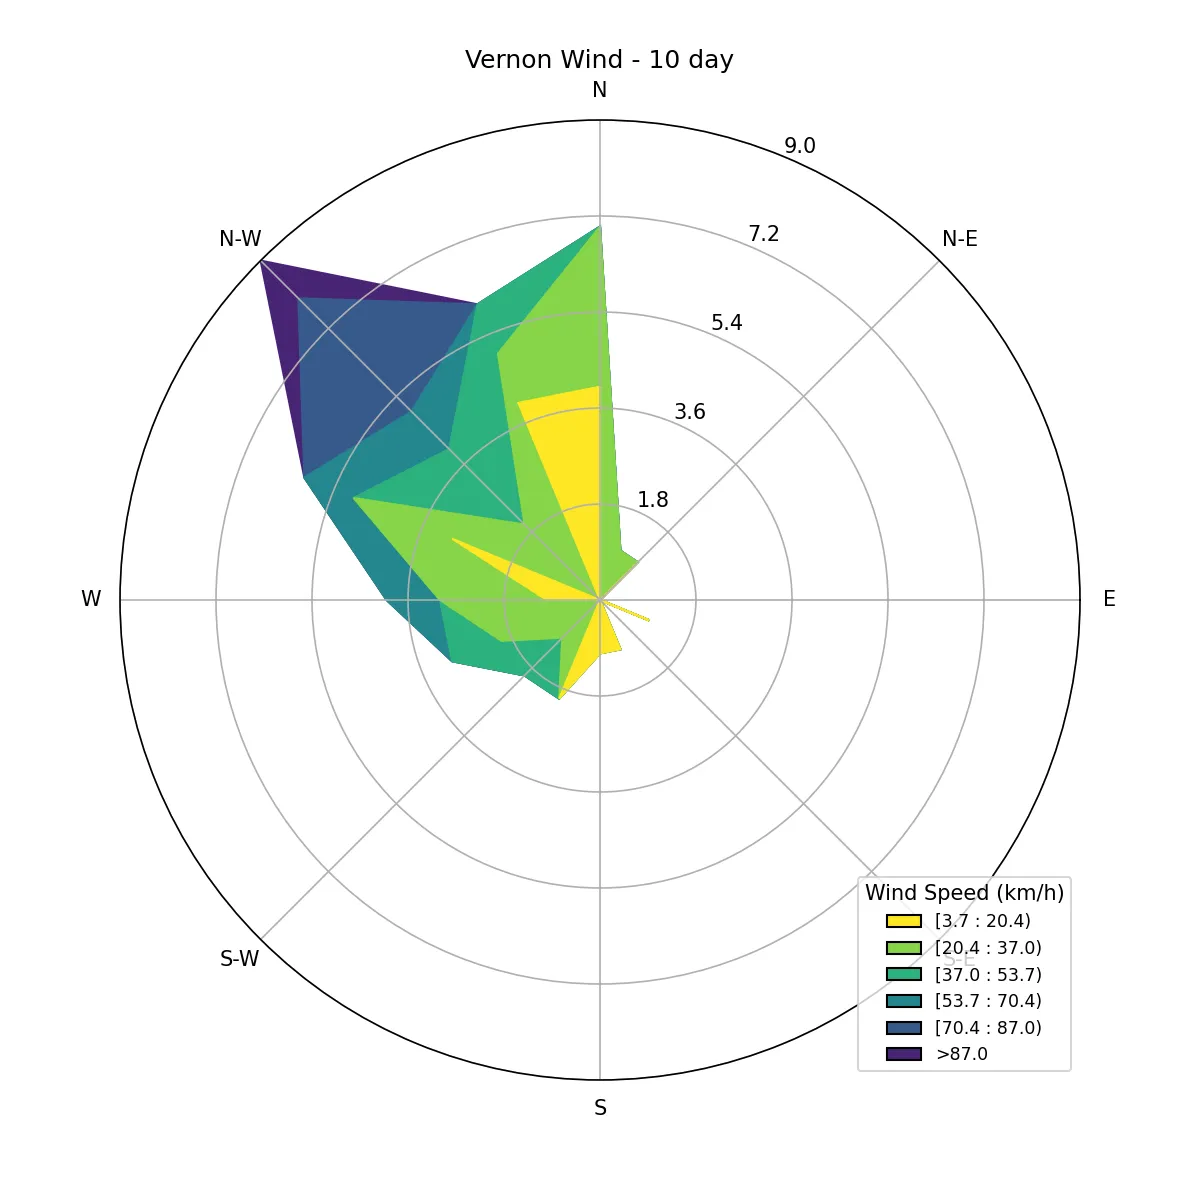 Vernon Wind - 10 day
N
9.0
N-W
7.2
N-E
5.4
3.6
1.8
W
E
Wind Speed (km/h)
[3.7 : 20.4)
[20.4 : 37.0)
S-W
S-E
[37.0 : 53.7)
[53.7 : 70.4)
[70.4 : 87.0)
>87.0
S